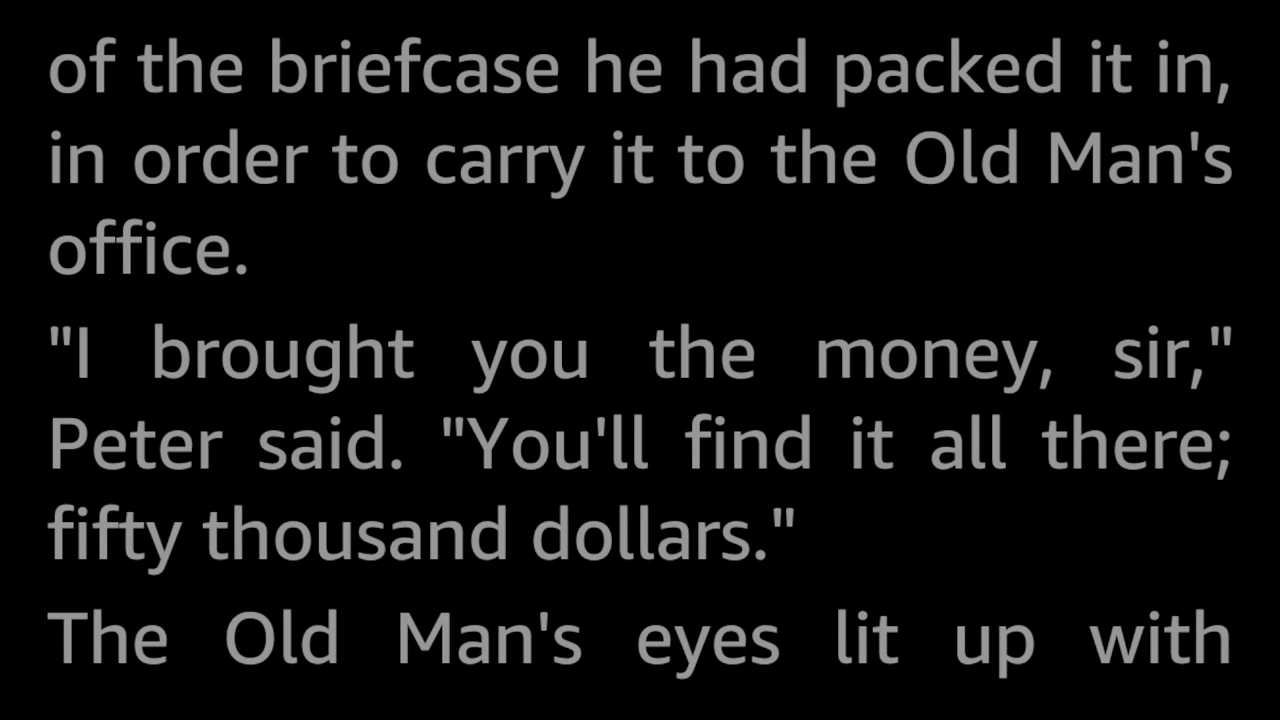 of the briefcase he had packed it in,
in order to carry it to the Old Man's
office.
"I brought you the money, sir,"
Peter said. "You'll find it all there;
fifty thousand dollars."
The Old Man's eyes lit up with